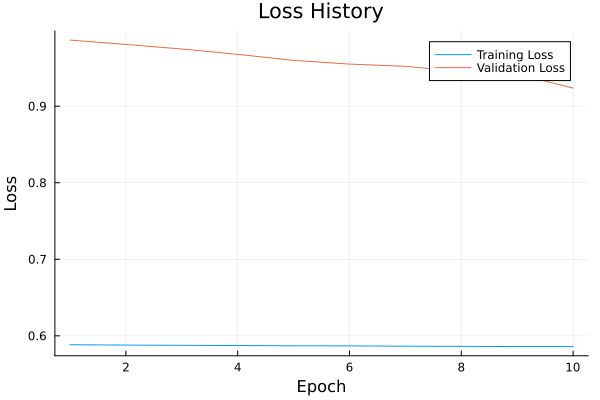 Loss History
Training Loss
Validation Loss
0.9
0.8
0.7
0.6
Loss
2 4 6 8 10
Epoch